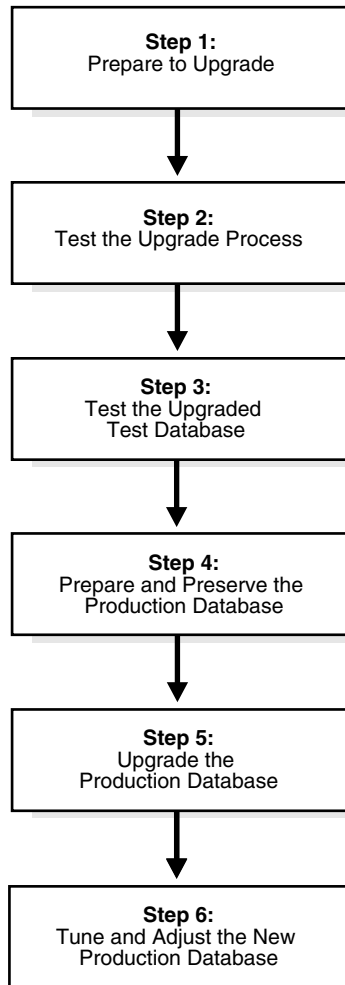 Step 1:
Prepare to Upgrade
Step 2:
Test the Upgrade Process
Step 3:
Test the Upgraded
Test Database
Step 4:
Prepare and Preserve the
Production Database
Step 5:
Upgrade the
Production Database
Step 6:
Tune and Adjust the New
Production Database